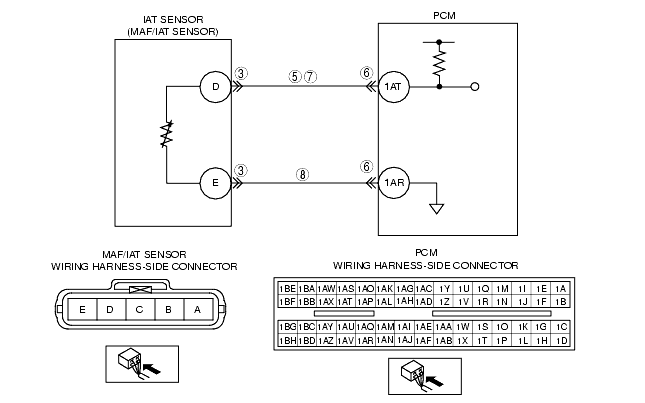 IAT SENSOR
(MAF/IAT SENSOR)
PCM
D
3
5 7
6
1AT
E
3
8
6
1AR
MAF/IAT SENSOR
WIRING HARNESS-SIDE CONNECTOR
E D C B A
PCM
WIRING HARNESS-SIDE CONNECTOR
1BE 1BA 1AW 1AS 1AO 1AK 1AG 1AC 1Y 1U 1Q 1M 1I 1E 1A
1BF 1BB 1AX 1AT 1AP 1AL 1AH 1AD 1Z 1V 1R 1N 1J 1F 1B
1BG 1BC 1AY 1AU 1AQ 1AM 1AI 1AE 1AA 1W 1S 1O 1K 1G 1C
1BH 1BD 1AZ 1AV 1AR 1AN 1AJ 1AF 1AB 1X 1T 1P 1L 1H 1D